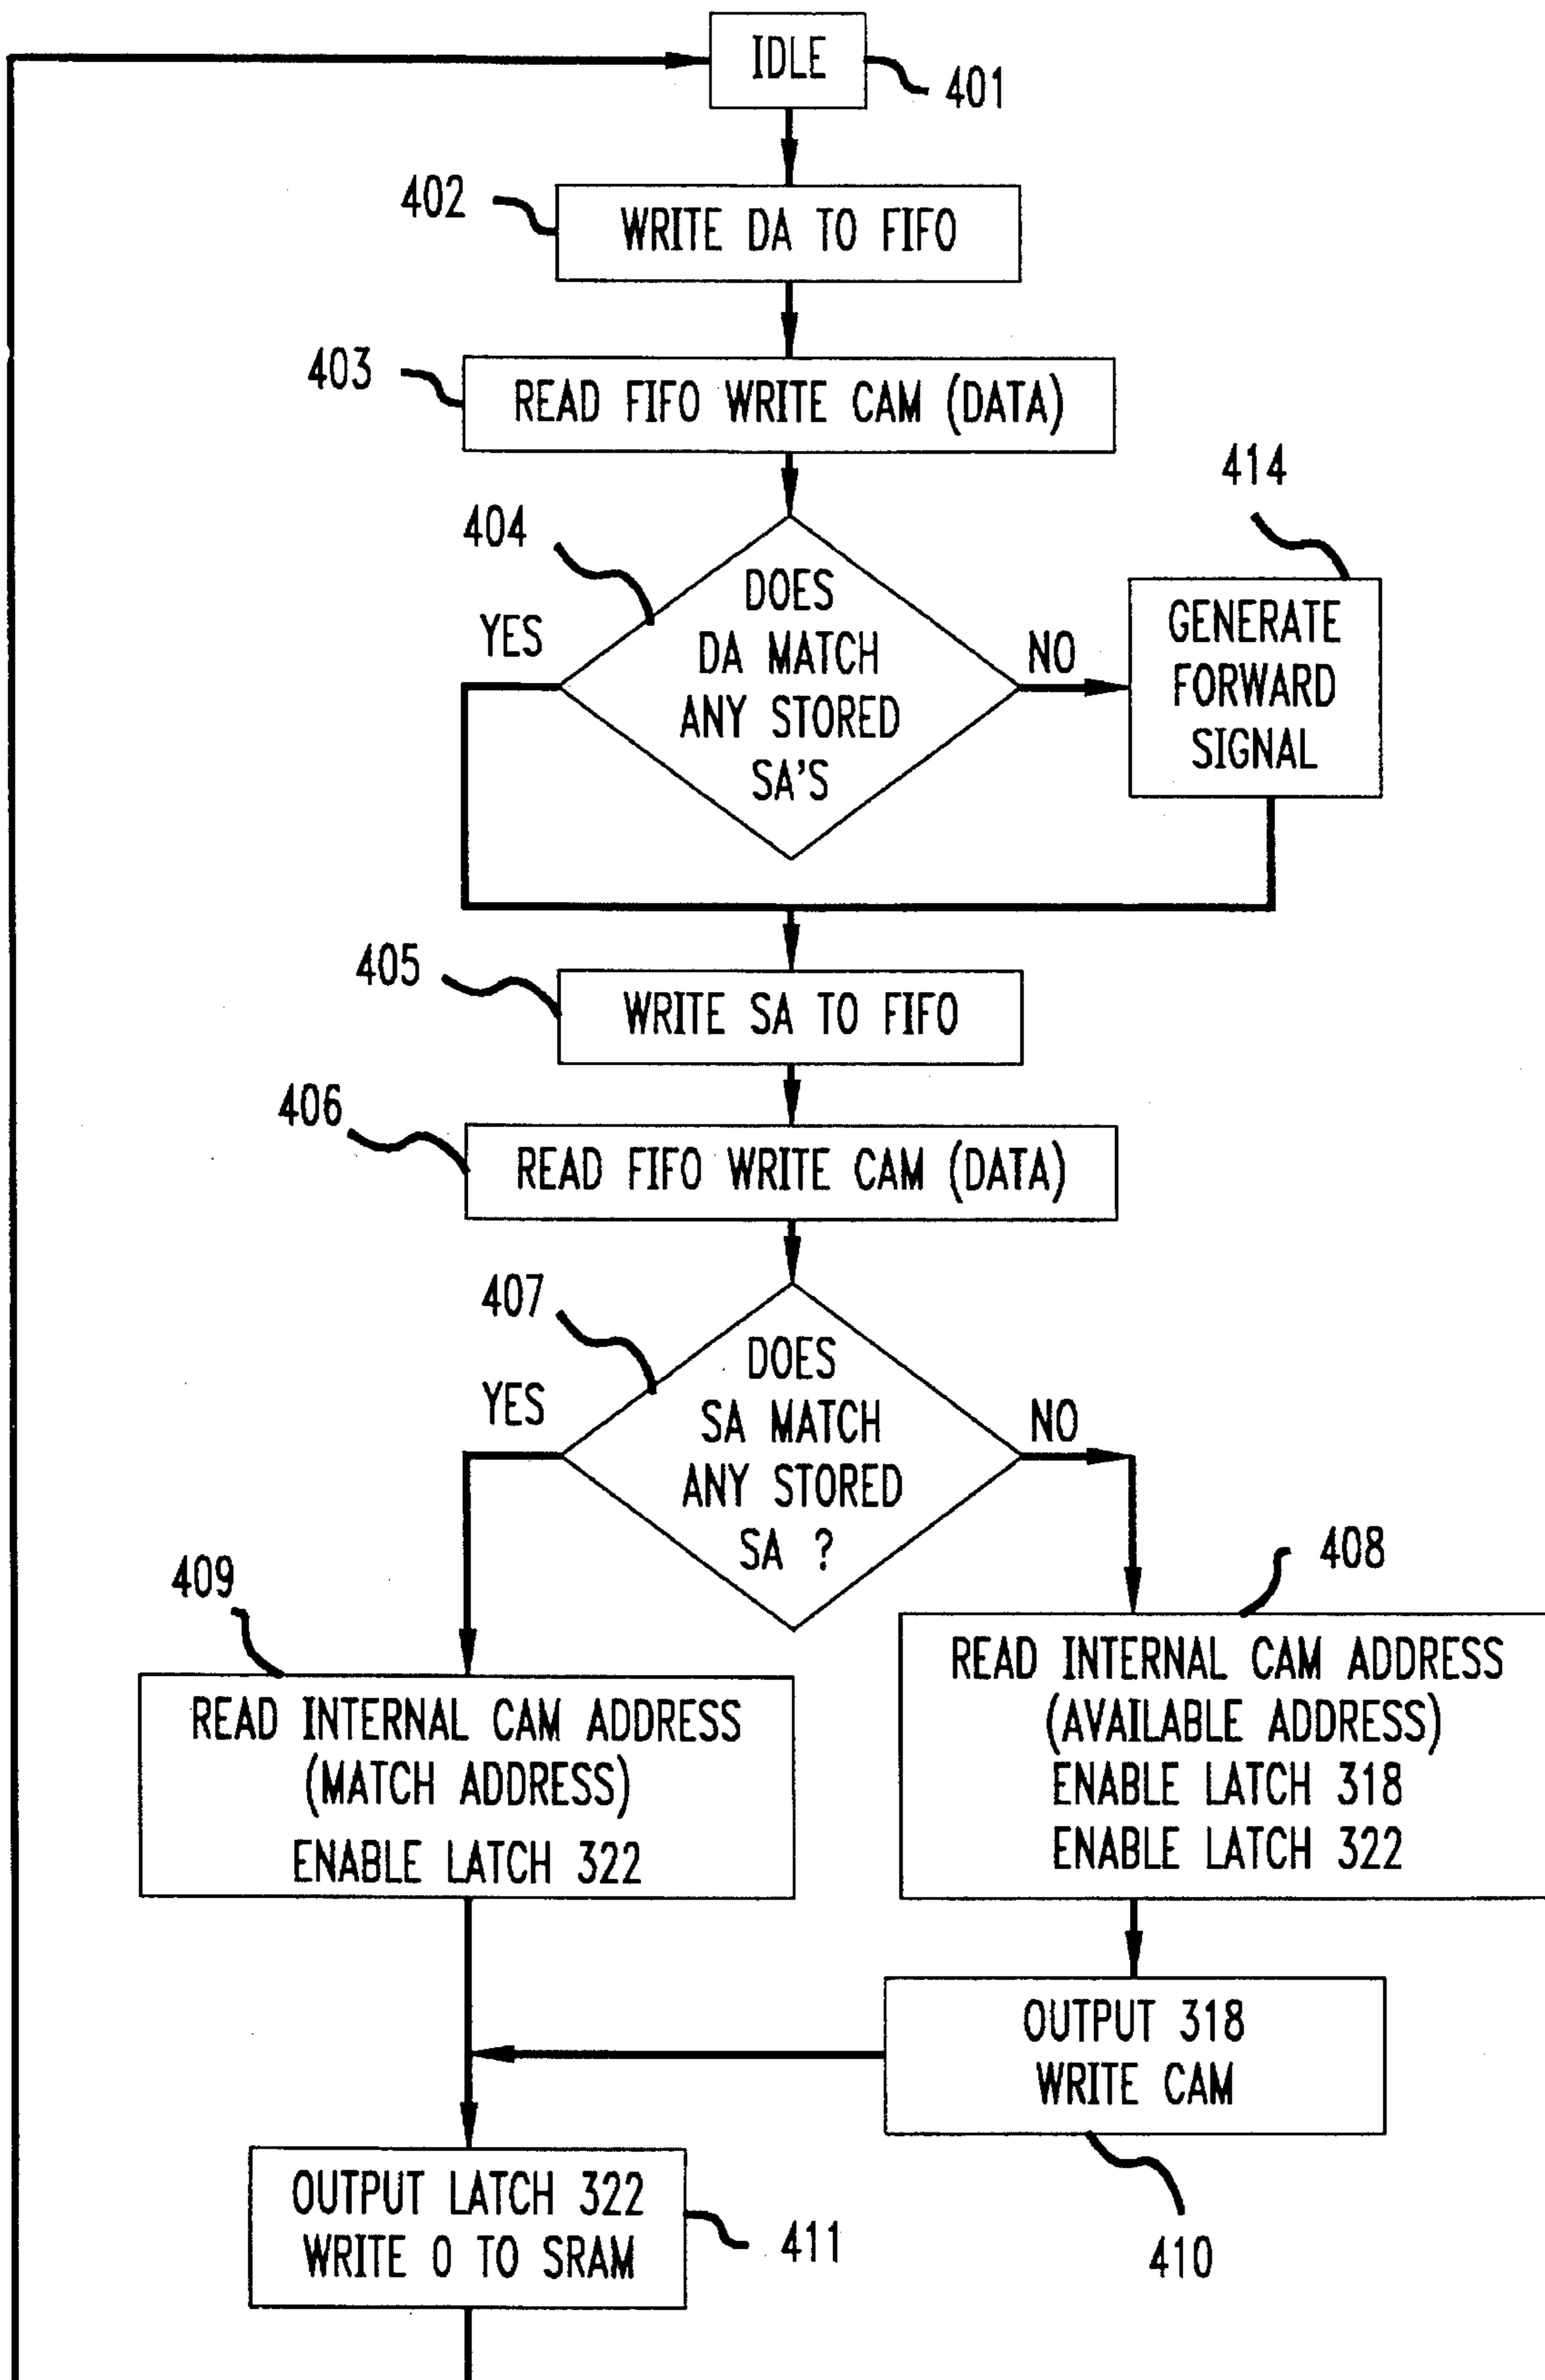 IDLE
401
402
WRITE DA TO FIFO
403
READ FIFO WRITE CAM (DATA)
414
404
DOES
DA MATCH
ANY STORED
SA'S
YES
NO
GENERATE
FORWARD
SIGNAL
405
WRITE SA TO FIFO
406
READ FIFO WRITE CAM (DATA)
407
DOES
SA MATCH
ANY STORED
SA ?
YES
NO
409
READ INTERNAL CAM ADDRESS
(MATCH ADDRESS)
ENABLE LATCH 322
408
READ INTERNAL CAM ADDRESS
(AVAILABLE ADDRESS)
ENABLE LATCH 318
ENABLE LATCH 322
OUTPUT 318
WRITE CAM
410
OUTPUT LATCH 322
WRITE 0 TO SRAM
411